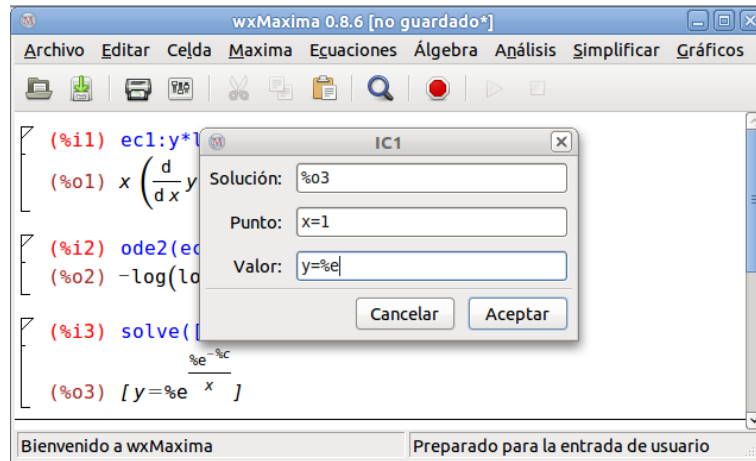 wxMaxima 0.8.6 [no guardado*]
Archivo Editar Celda Maxima Ecuaciones Álgebra Análisis Simplificar Gráficos
(%i1) ec1:y*l
(%o1) x (d/dx y
(%i2) ode2(ec
(%o2) -log(lo
(%i3) solve([
(%o3) [y=%e^(%e^-%c/x)]
IC1
Solución: %o3
Punto: x=1
Valor: y=%e
Cancelar Aceptar
Bienvenido a wxMaxima Preparado para la entrada de usuario